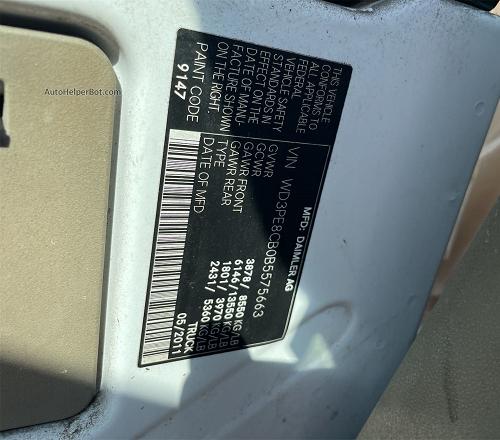 AutoHelperBot.com
THIS VEHICLE
CONFORMS TO
ALL APPLICABLE
FEDERAL
VEHICLE SAFETY
STANDARDS IN
EFFECT ON THE
DATE OF MANU-
FACTURE SHOWN
ON THE RIGHT.
PAINT CODE
9147
MFD: DAIMLER AG
VIN WD3PE8CB0B5575663
GVWR 3878/ 8550 KG/LB
GCWR 6146/13550 KG/LB
GAWR FRONT 1801/ 3970 KG/LB
GAWR REAR 2431/ 5360 KG/LB
TYPE TRUCK
DATE OF MFD 05/2011